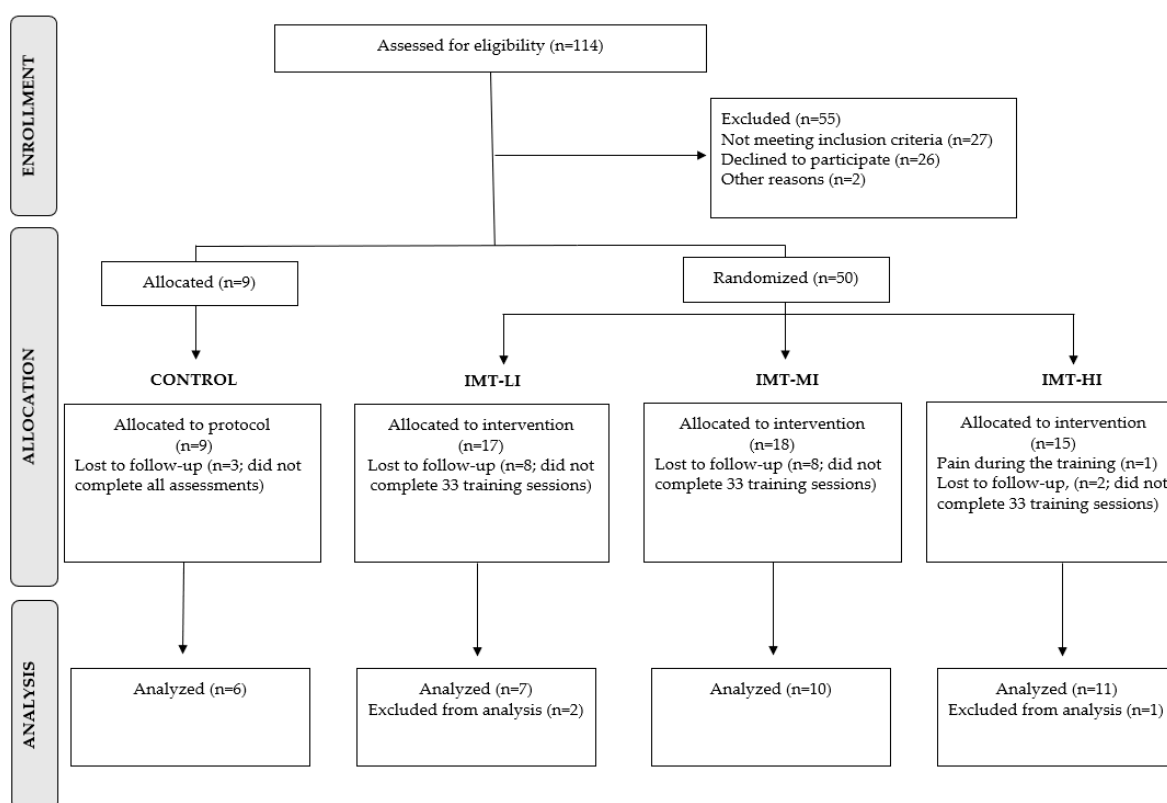 ENROLLMENT
Assessed for eligibility (n=114)
Excluded (n=55)
Not meeting inclusion criteria (n=27)
Declined to participate (n=26)
Other reasons (n=2)
ALLOCATION
Allocated (n=9)
Randomized (n=50)
CONTROL
IMT-LI
IMT-MI
IMT-HI
Allocated to protocol
(n=9)
Lost to follow-up (n=3; did not
complete all assessments)
Allocated to intervention
(n=17)
Lost to follow-up (n=8; did not
complete 33 training sessions)
Allocated to intervention
(n=18)
Lost to follow-up (n=8; did not
complete 33 training sessions)
Allocated to intervention
(n=15)
Pain during the training (n=1)
Lost to follow-up, (n=2; did not
complete 33 training sessions)
ANALYSIS
Analyzed (n=6)
Analyzed (n=7)
Excluded from analysis (n=2)
Analyzed (n=10)
Analyzed (n=11)
Excluded from analysis (n=1)